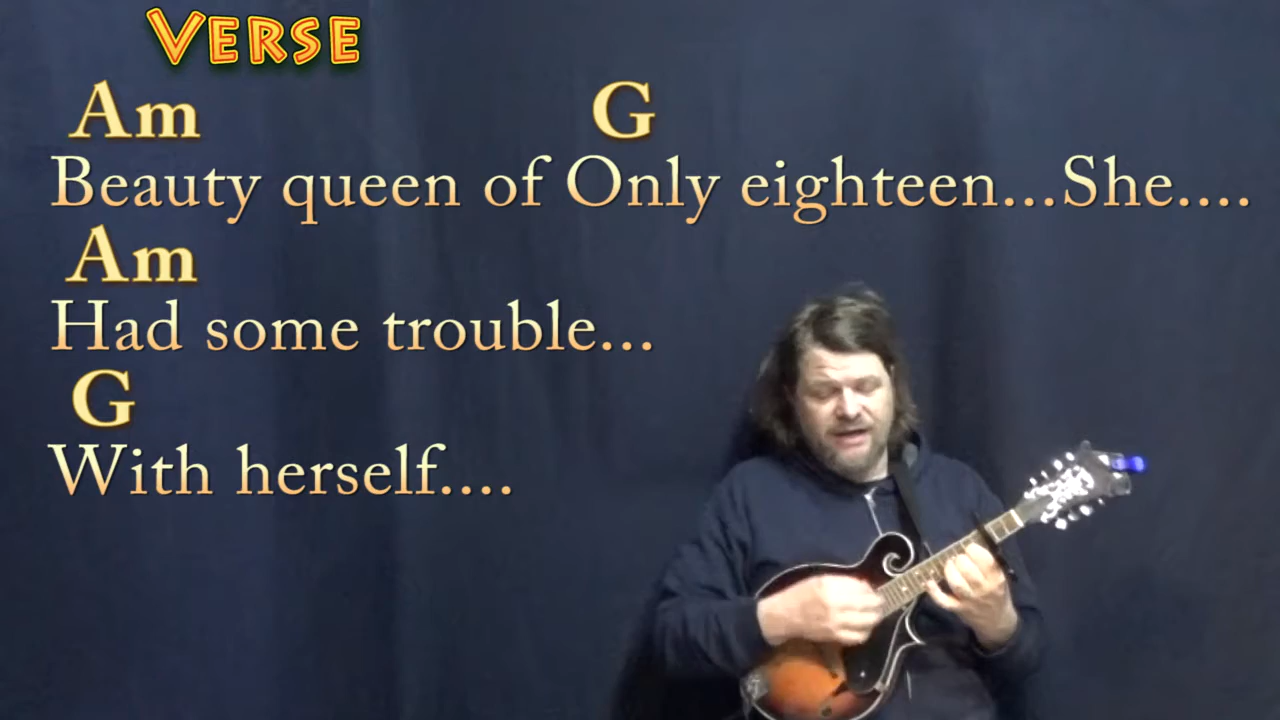 VERSE
Am G
Beauty queen of Only eighteen...She....
Am
Had some trouble...
G
With herself....